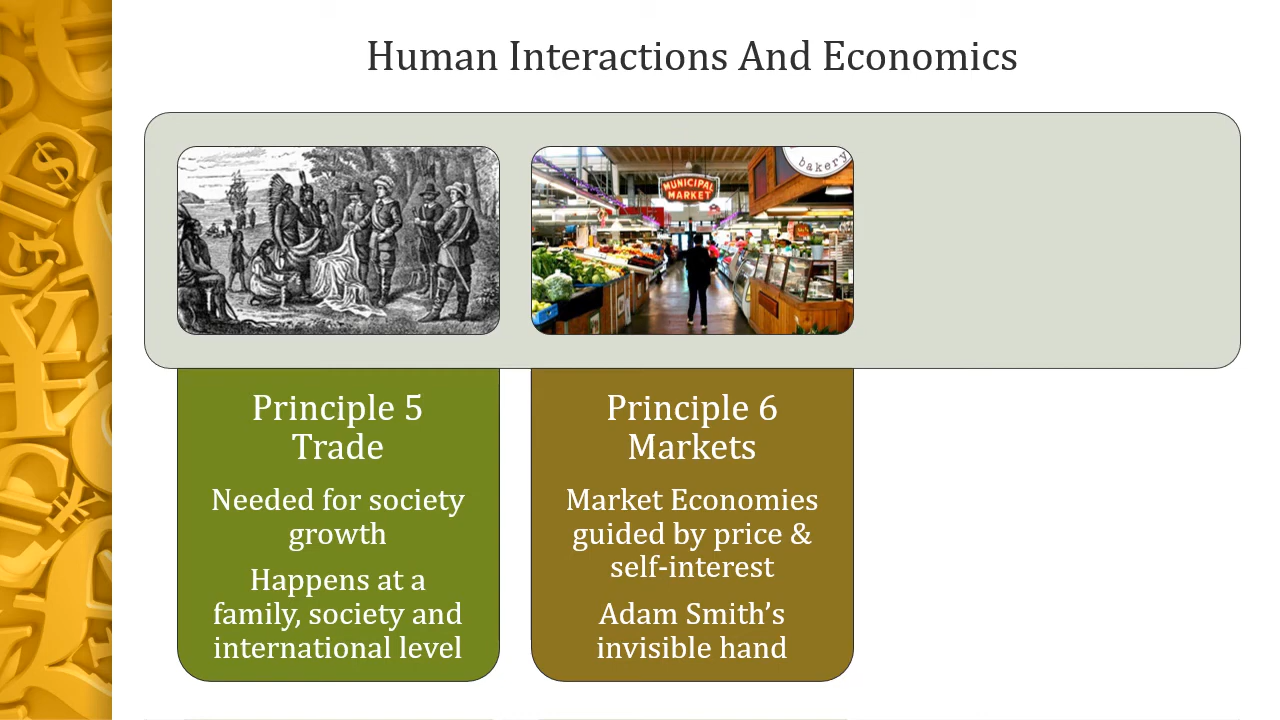 Human Interactions And Economics
bakery
MUNICIPAL
MARKET
Principle 5
Trade
Needed for society
growth
Happens at a
family, society and
international level
Principle 6
Markets
Market Economies
guided by price &
self-interest
Adam Smith’s
invisible hand